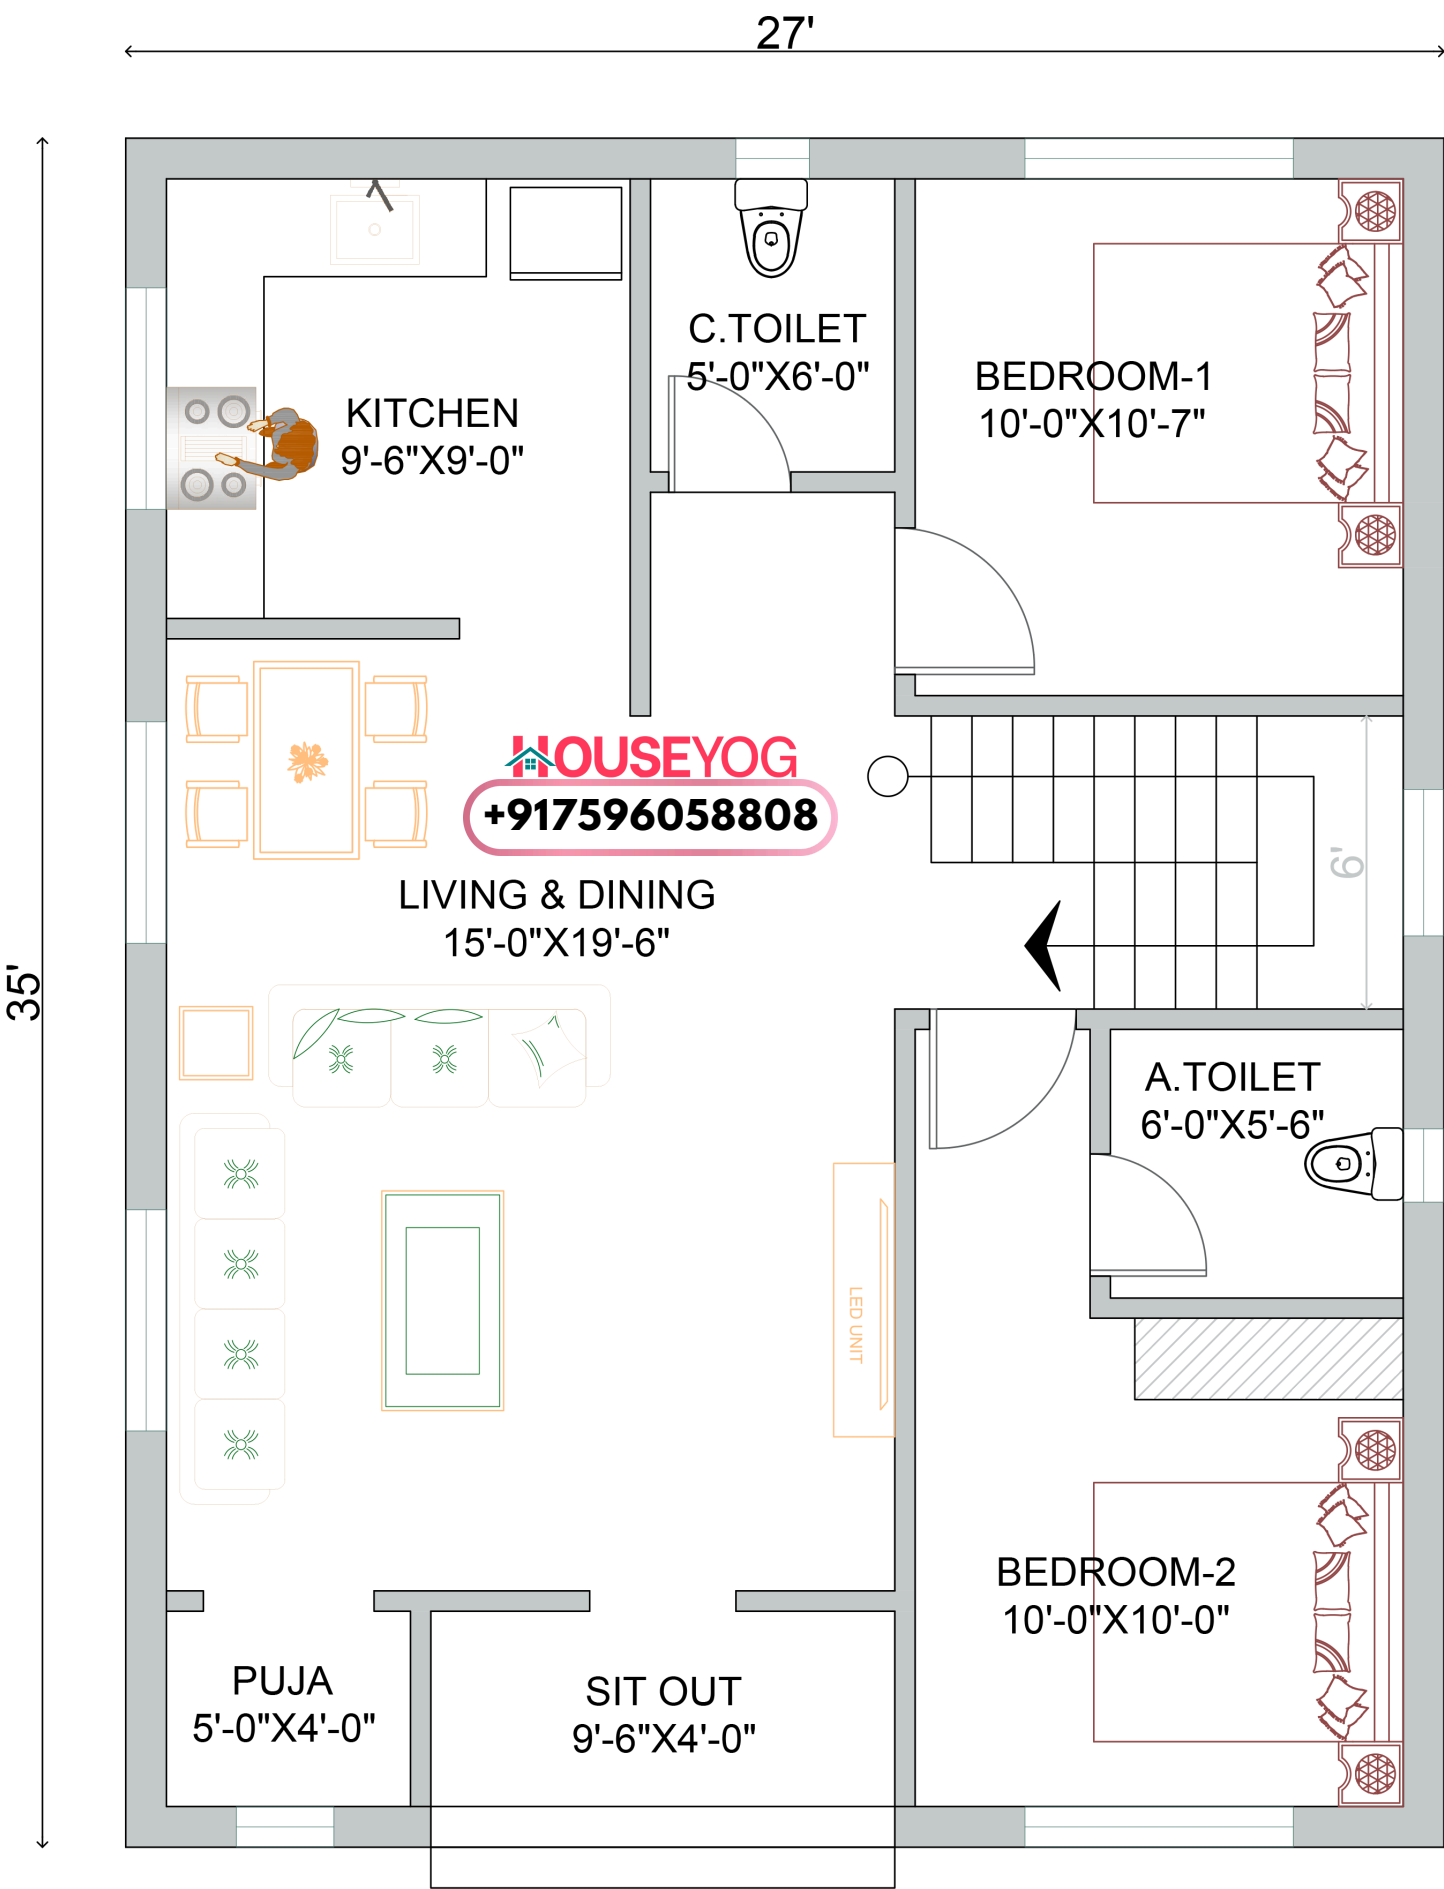 27'
35'
C.TOILET
5'-0"X6'-0"
BEDROOM-1
10'-0"X10'-7"
KITCHEN
9'-6"X9'-0"
HOUSEYOG
+917596058808
6'
LIVING & DINING
15'-0"X19'-6"
A.TOILET
6'-0"X5'-6"
LED UNIT
BEDROOM-2
10'-0"X10'-0"
PUJA
5'-0"X4'-0"
SIT OUT
9'-6"X4'-0"